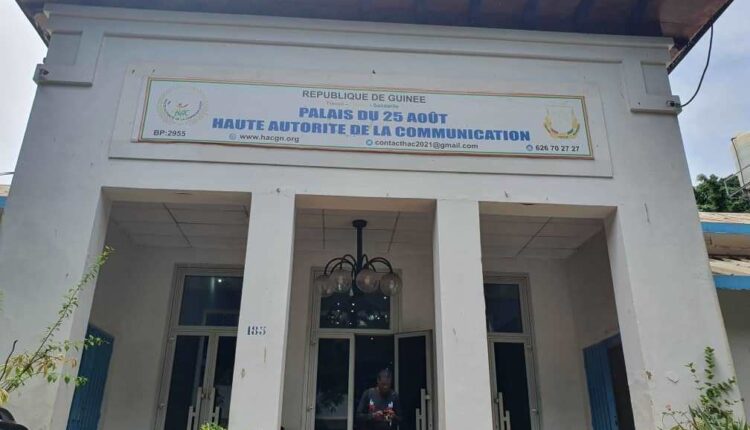 REPUBLIQUE DE GUINEE
Travail - Justice - Solidarité
PALAIS DU 25 AOÛT
HAUTE AUTORITE DE LA COMMUNICATION
BP:2955
www.hacgn.org
contacthac2021@gmail.com
626 70 27 27
HAC
183